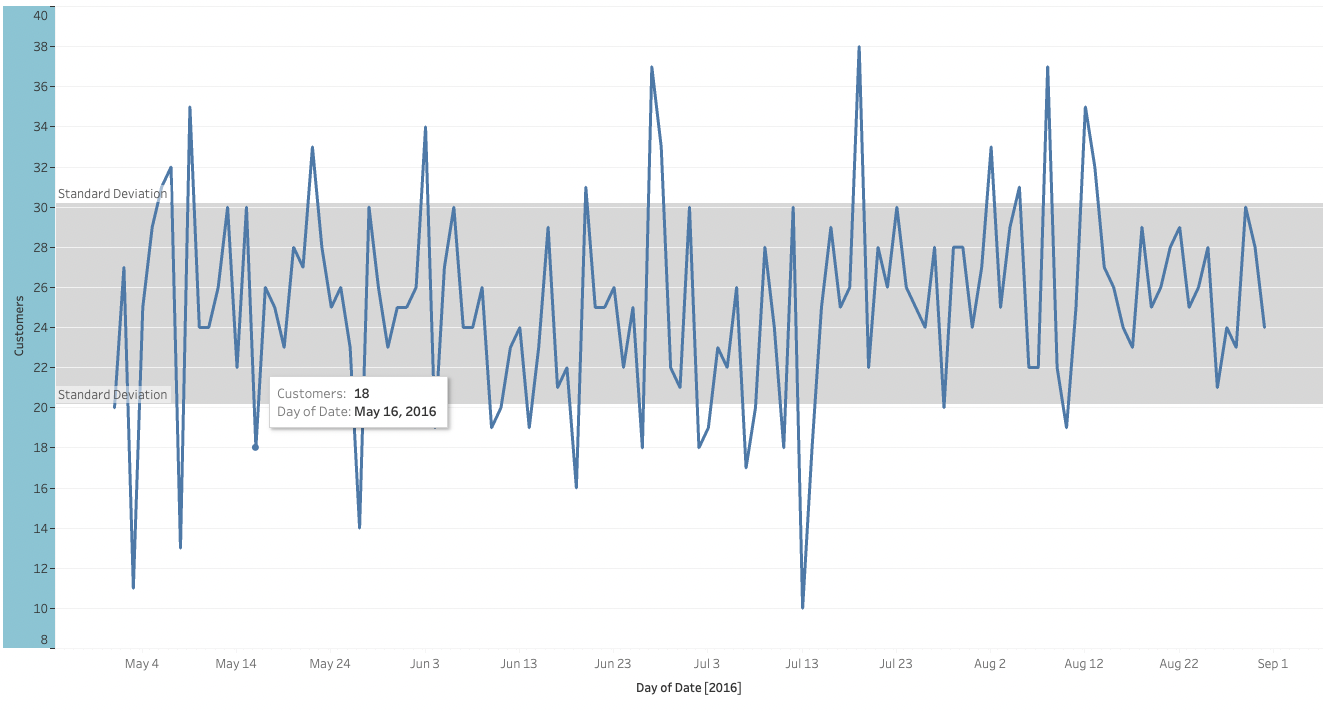 40
38
36
34
32
Standard Deviation
30
28
26
Customers
24
22
Customers: 18
Standard Deviation
Day of Date: May 16, 2016
20
18
16
14
12
10
8
May 4 May 14 May 24 Jun 3 Jun 13 Jun 23 Jul 3 Jul 13 Jul 23 Aug 2 Aug 12 Aug 22 Sep 1
Day of Date [2016]